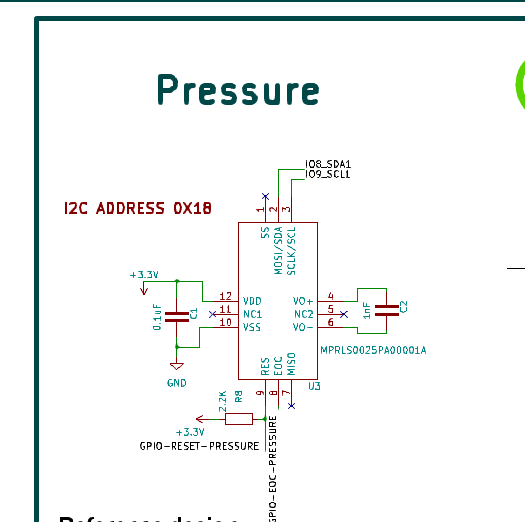 Pressure
IO8_SDA1
IO9_SCL1
I2C ADDRESS 0X18
1
2
3
SS
MOSI/SDA
SCLK/SCL
+3.3V
0.1uF
C1
GND
12
11
10
VDD
NC1
VSS
VO+
NC2
VO-
4
5
6
1nF
C2
MPRLS0025PA00001A
U3
RES
EOC
MISO
9
8
7
2.2K
R8
+3.3V
GPIO-RESET-PRESSURE
GPIO-EOC-PRESSURE